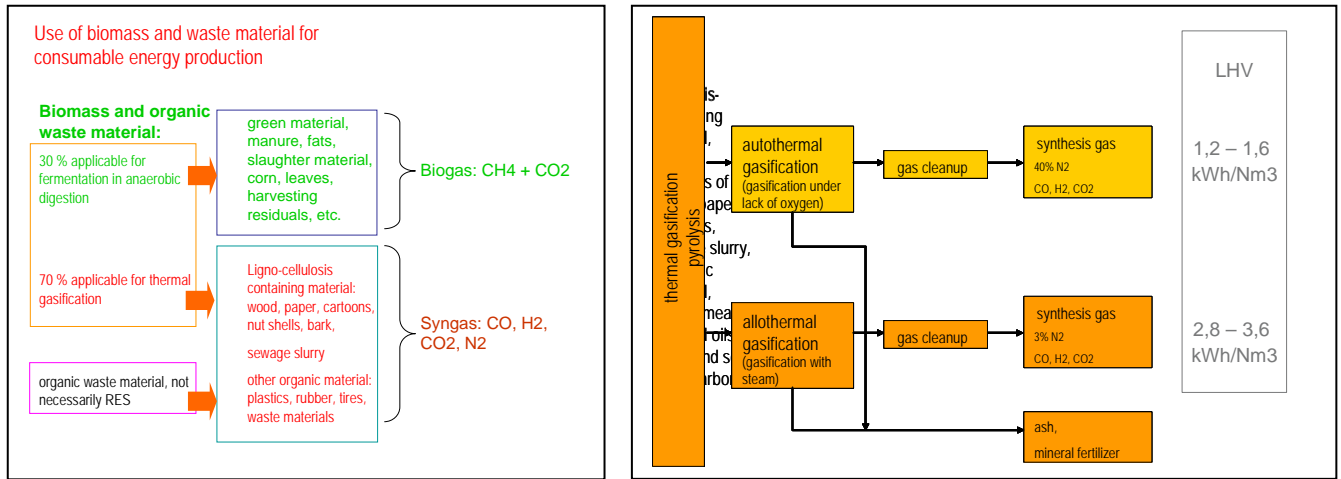 Use of biomass and waste material for
consumable energy production
Biomass and organic
waste material:
30 % applicable for
fermentation in anaerobic
digestion
70 % applicable for thermal
gasification
organic waste material, not
necessarily RES
green material,
manure, fats,
slaughter material,
corn, leaves,
harvesting
residuals, etc.
Ligno-cellulosis
containing material:
wood, paper, cartoons,
nut shells, bark,
sewage slurry
other organic material:
plastics, rubber, tires,
waste materials
Biogas: CH4 + CO2
Syngas: CO, H2,
CO2, N2
thermal gasification
pyrolysis
slurry,
autothermal
gasification
(gasification under
lack of oxygen)
gas cleanup
synthesis gas
40% N2
CO, H2, CO2
allothermal
gasification
(gasification with
steam)
gas cleanup
synthesis gas
3% N2
CO, H2, CO2
ash,
mineral fertilizer
LHV
1,2 – 1,6
kWh/Nm3
2,8 – 3,6
kWh/Nm3